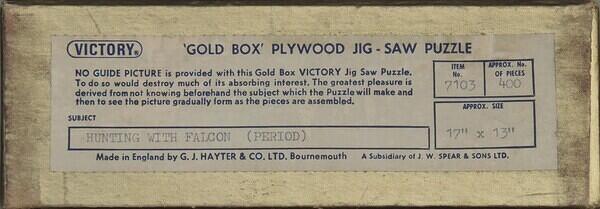 VICTORY®
'GOLD BOX' PLYWOOD JIG - SAW PUZZLE
NO GUIDE PICTURE is provided with this Gold Box VICTORY Jig Saw Puzzle.
To do so would destroy much of its absorbing interest. The greatest pleasure is
derived from not knowing beforehand the subject which the Puzzle will make and
then to see the picture gradually form as the pieces are assembled.
ITEM
No.
7103
APPROX. No.
OF PIECES
400
SUBJECT
HUNTING WITH FALCON (PERIOD)
APPROX. SIZE
17" x 13"
Made in England by G. J. HAYTER & CO. LTD. Bournemouth
A Subsidiary of J. W. SPEAR & SONS LTD.